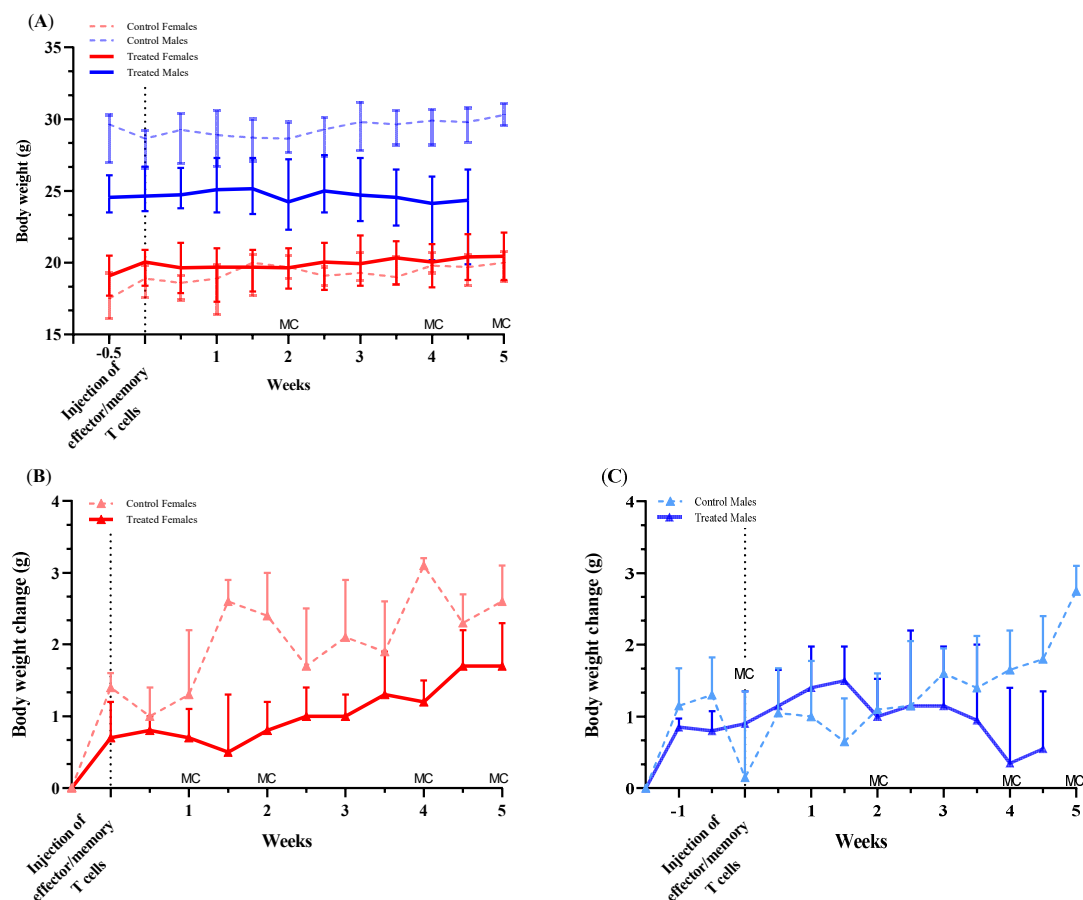 (A)
Control Females
Control Males
Treated Females
Treated Males
35
30
25
20
15
Body weight (g)
MC
MC
MC
-0.5
1
2
3
4
5
Weeks
Injection of
effector/memory
T cells
(B)
Control Females
Treated Females
4
3
2
1
0
Body weight change (g)
MC
MC
MC
MC
1
2
3
4
5
Weeks
Injection of
effector/memory
T cells
(C)
Control Males
Treated Males
4
3
2
1
0
Body weight change (g)
MC
MC
MC
MC
-1
1
2
3
4
5
Weeks
Injection of
effector/memory
T cells